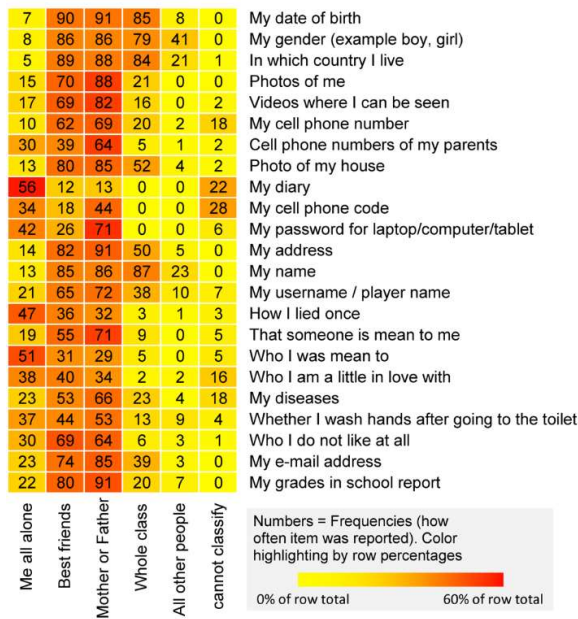 7 90 91 85 8 0 My date of birth
8 86 86 79 41 0 My gender (example boy, girl)
5 89 88 84 21 1 In which country I live
15 70 88 21 0 0 Photos of me
17 69 82 16 0 2 Videos where I can be seen
10 62 69 20 2 18 My cell phone number
30 39 64 5 1 2 Cell phone numbers of my parents
13 80 85 52 4 2 Photo of my house
56 12 13 0 0 22 My diary
34 18 44 0 0 28 My cell phone code
42 26 71 0 0 6 My password for laptop/computer/tablet
14 82 91 50 5 0 My address
13 85 86 87 23 0 My name
21 65 72 38 10 7 My username / player name
47 36 32 3 1 3 How I lied once
19 55 71 9 0 5 That someone is mean to me
51 31 29 5 0 5 Who I was mean to
38 40 34 2 2 16 Who I am a little in love with
23 53 66 23 4 18 My diseases
37 44 53 13 9 4 Whether I wash hands after going to the toilet
30 69 64 6 3 1 Who I do not like at all
23 74 85 39 3 0 My e-mail address
22 80 91 20 7 0 My grades in school report
Me all alone
Best friends
Mother or Father
Whole class
All other people
cannot classify
Numbers = Frequencies (how
often item was reported). Color
highlighting by row percentages
0% of row total 60% of row total